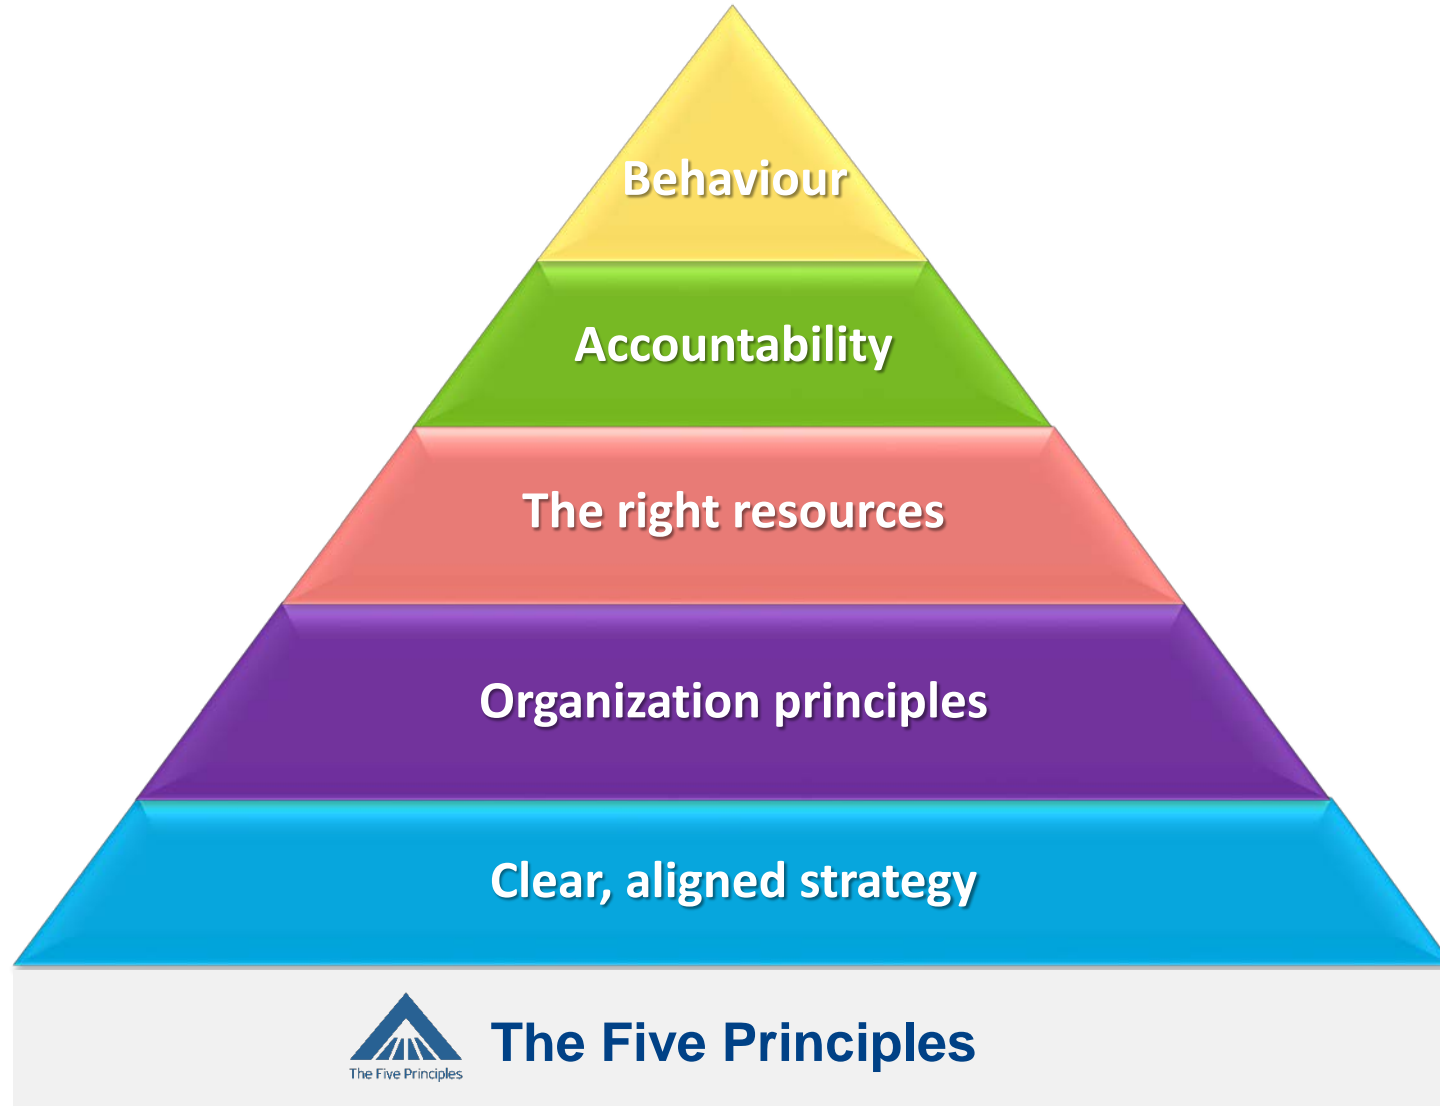 Behaviour
Accountability
The right resources
Organization principles
Clear, aligned strategy
The Five Principles
The Five Principles